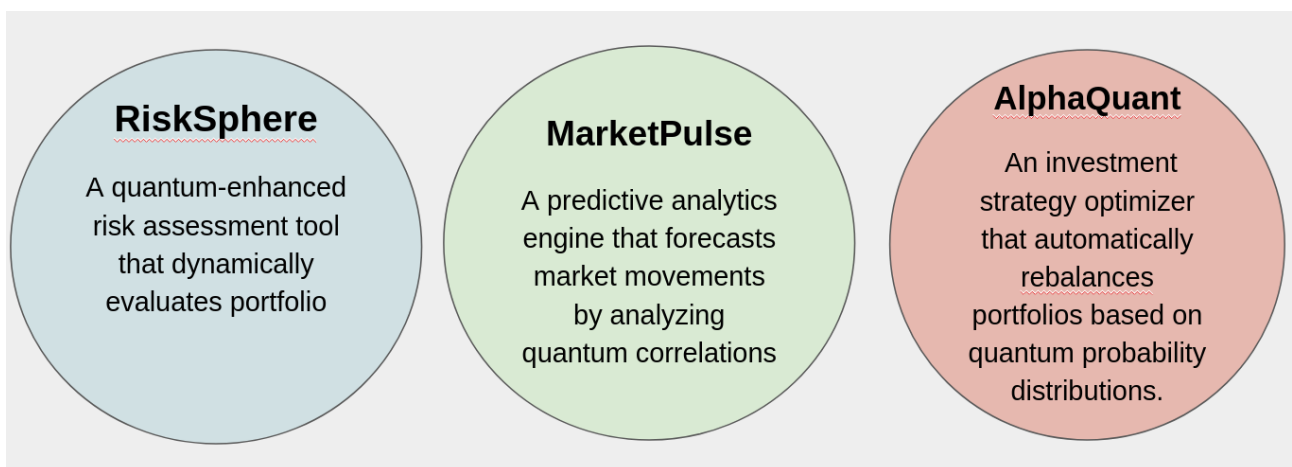 RiskSphere
A quantum-enhanced
risk assessment tool
that dynamically
evaluates portfolio
MarketPulse
A predictive analytics
engine that forecasts
market movements
by analyzing
quantum correlations
AlphaQuant
An investment
strategy optimizer
that automatically
rebalances
portfolios based on
quantum probability
distributions.